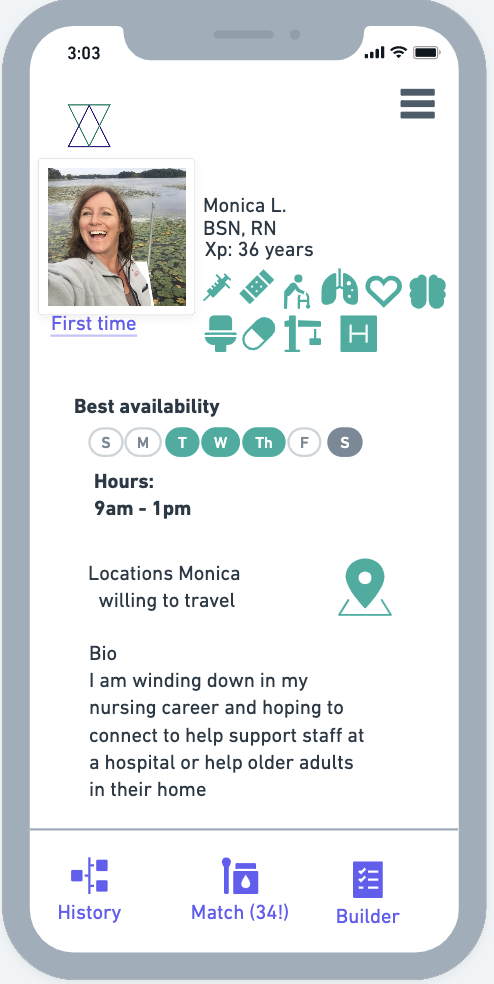 3:03
Monica L.
BSN, RN
Xp: 36 years
First time
H
Best availability
S M T W Th F S
Hours:
9am - 1pm
Locations Monica
willing to travel
Bio
I am winding down in my
nursing career and hoping to
connect to help support staff at
a hospital or help older adults
in their home
History
Match (34!)
Builder